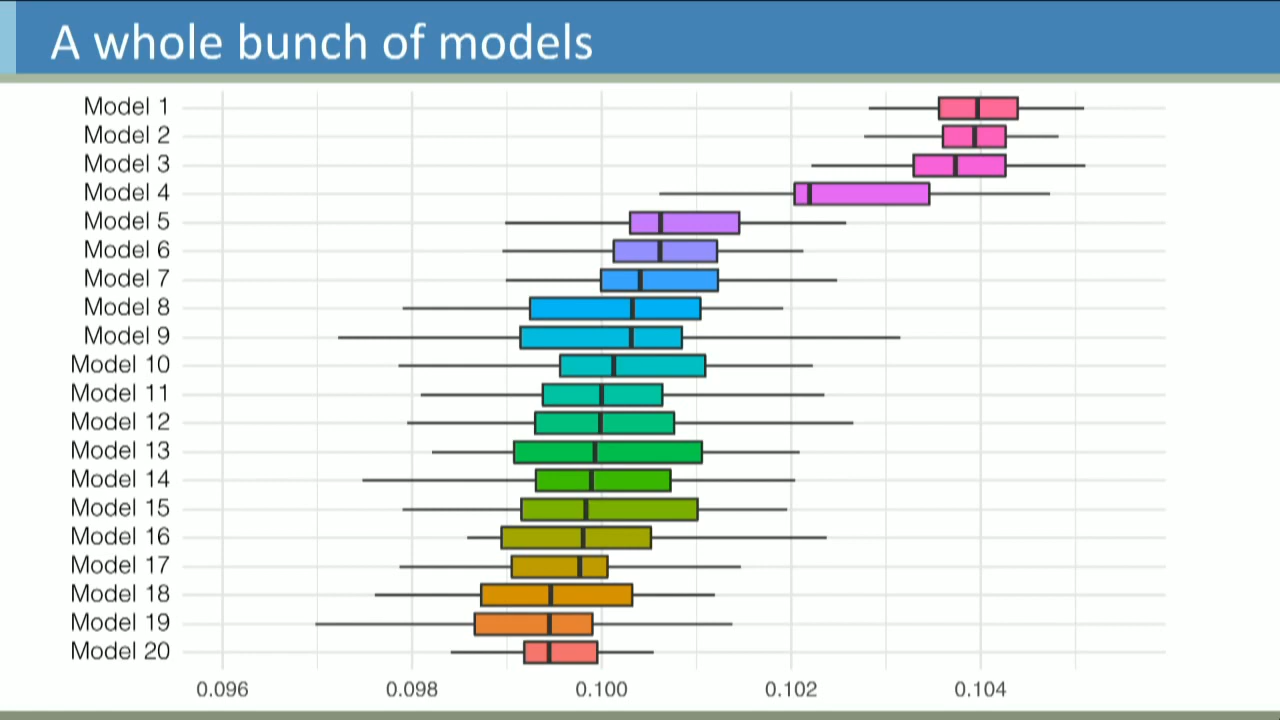 A whole bunch of models
Model 1
Model 2
Model 3
Model 4
Model 5
Model 6
Model 7
Model 8
Model 9
Model 10
Model 11
Model 12
Model 13
Model 14
Model 15
Model 16
Model 17
Model 18
Model 19
Model 20
0.096 0.098 0.100 0.102 0.104